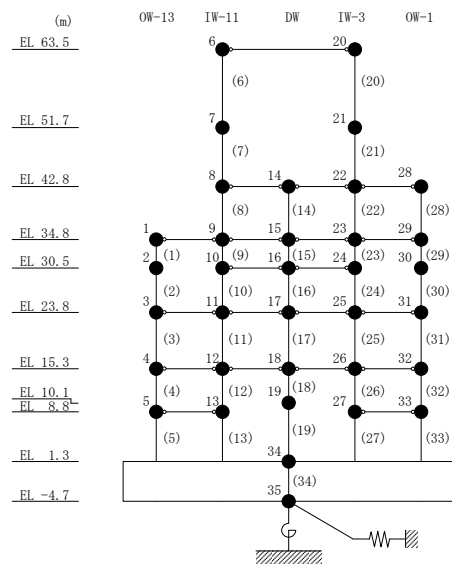 (m) OW-13 IW-11 DW IW-3 OW-1
EL 63.5 6 20
(6) (20)
EL 51.7 7 21
(7) (21)
EL 42.8 8 14 22 28
(8) (14) (22) (28)
EL 34.8 1 9 15 23 29
(1) (9) (15) (23) (29)
EL 30.5 2 10 16 24 30
(2) (10) (16) (24) (30)
EL 23.8 3 11 17 25 31
(3) (11) (17) (25) (31)
EL 15.3 4 12 18 26 32
(4) (12) (18) (26) (32)
EL 10.1 19
EL 8.8 5 13 27 33
(5) (13) (19) (27) (33)
EL 1.3 34
(34)
EL -4.7 35